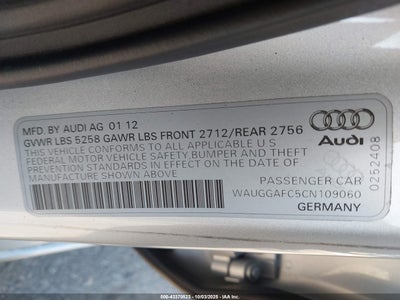 MFD. BY AUDI AG 01 12
GVWR LBS 5258 GAWR LBS FRONT 2712/REAR 2756
THIS VEHICLE CONFORMS TO ALL APPLICABLE U S
FEDERAL MOTOR VEHICLE SAFETY, BUMPER AND THEFT
PREVENTION STANDARDS IN EFFECT ON THE DATE OF
MANUFACTURE SHOWN ABOVE
Audi
PASSENGER CAR
WAUGGAFC5CN109060
GERMANY
0252408
500-43370523 - 10/03/2025 - IAA Inc.